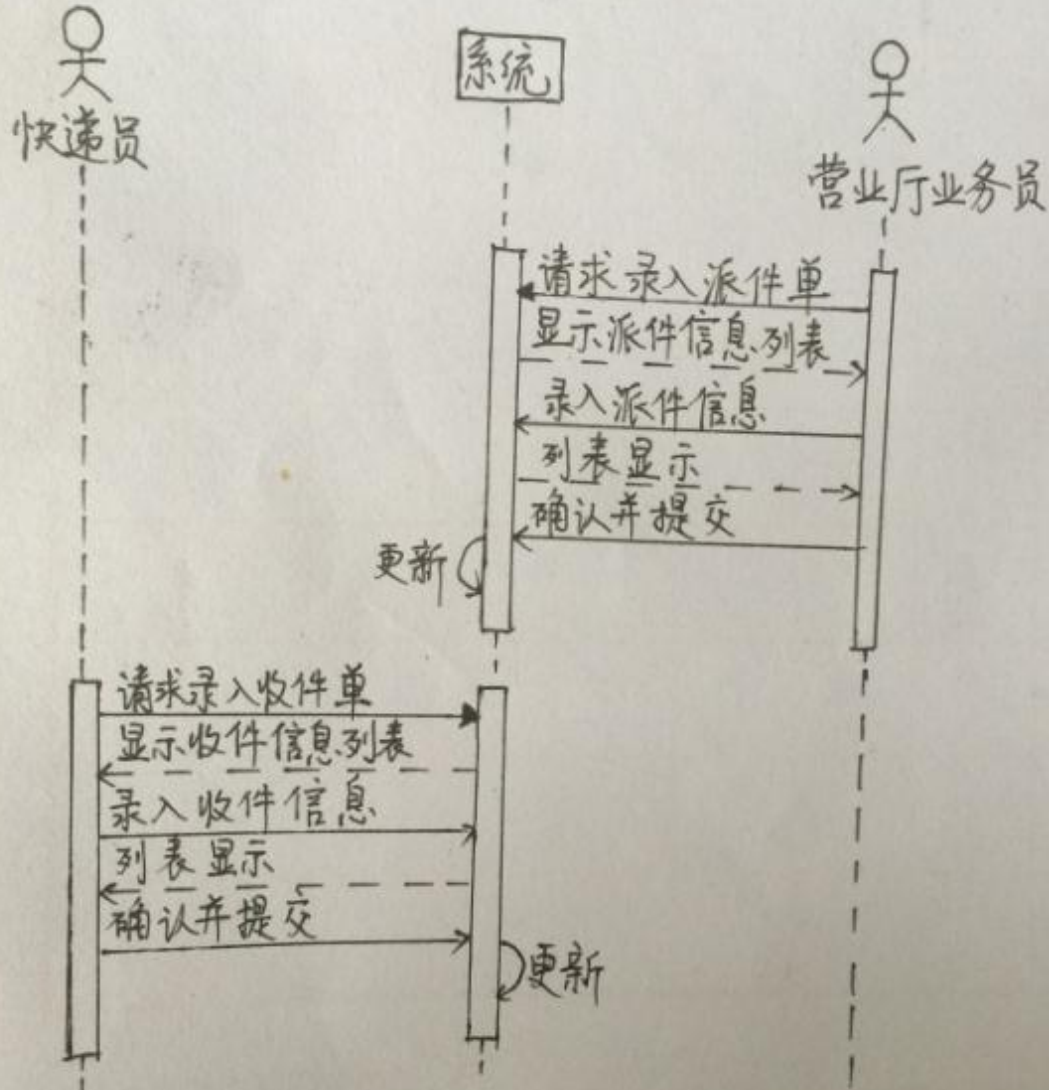 快递员
系统
营业厅业务员
请求录入派件单
显示派件信息列表
录入派件信息
列表显示
确认并提交
更新
请求录入收件单
显示收件信息列表
录入收件信息
列表显示
确认并提交
更新